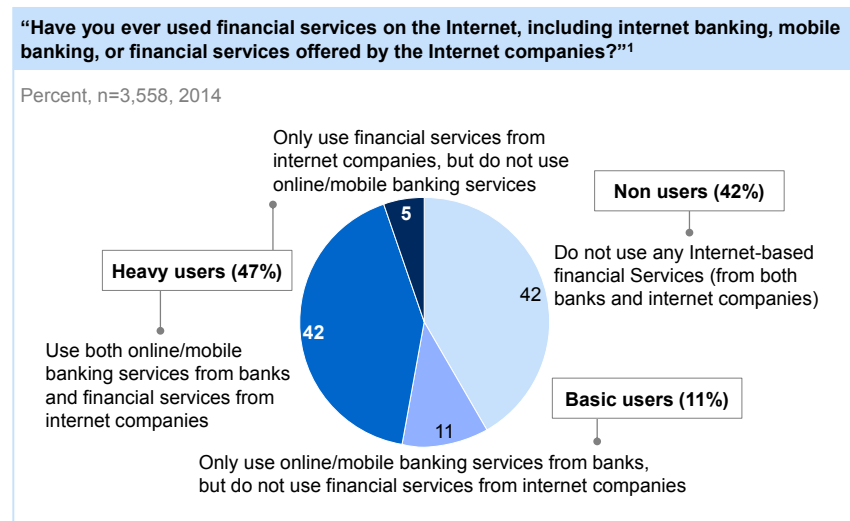 “Have you ever used financial services on the Internet, including internet banking, mobile
banking, or financial services offered by the Internet companies?”¹
Percent, n=3,558, 2014
Only use financial services from
internet companies, but do not use
online/mobile banking services
Non users (42%)
Do not use any Internet-based
financial Services (from both
banks and internet companies)
Heavy users (47%)
Use both online/mobile
banking services from banks
and financial services from
internet companies
5
42
42
11
Basic users (11%)
Only use online/mobile banking services from banks,
but do not use financial services from internet companies